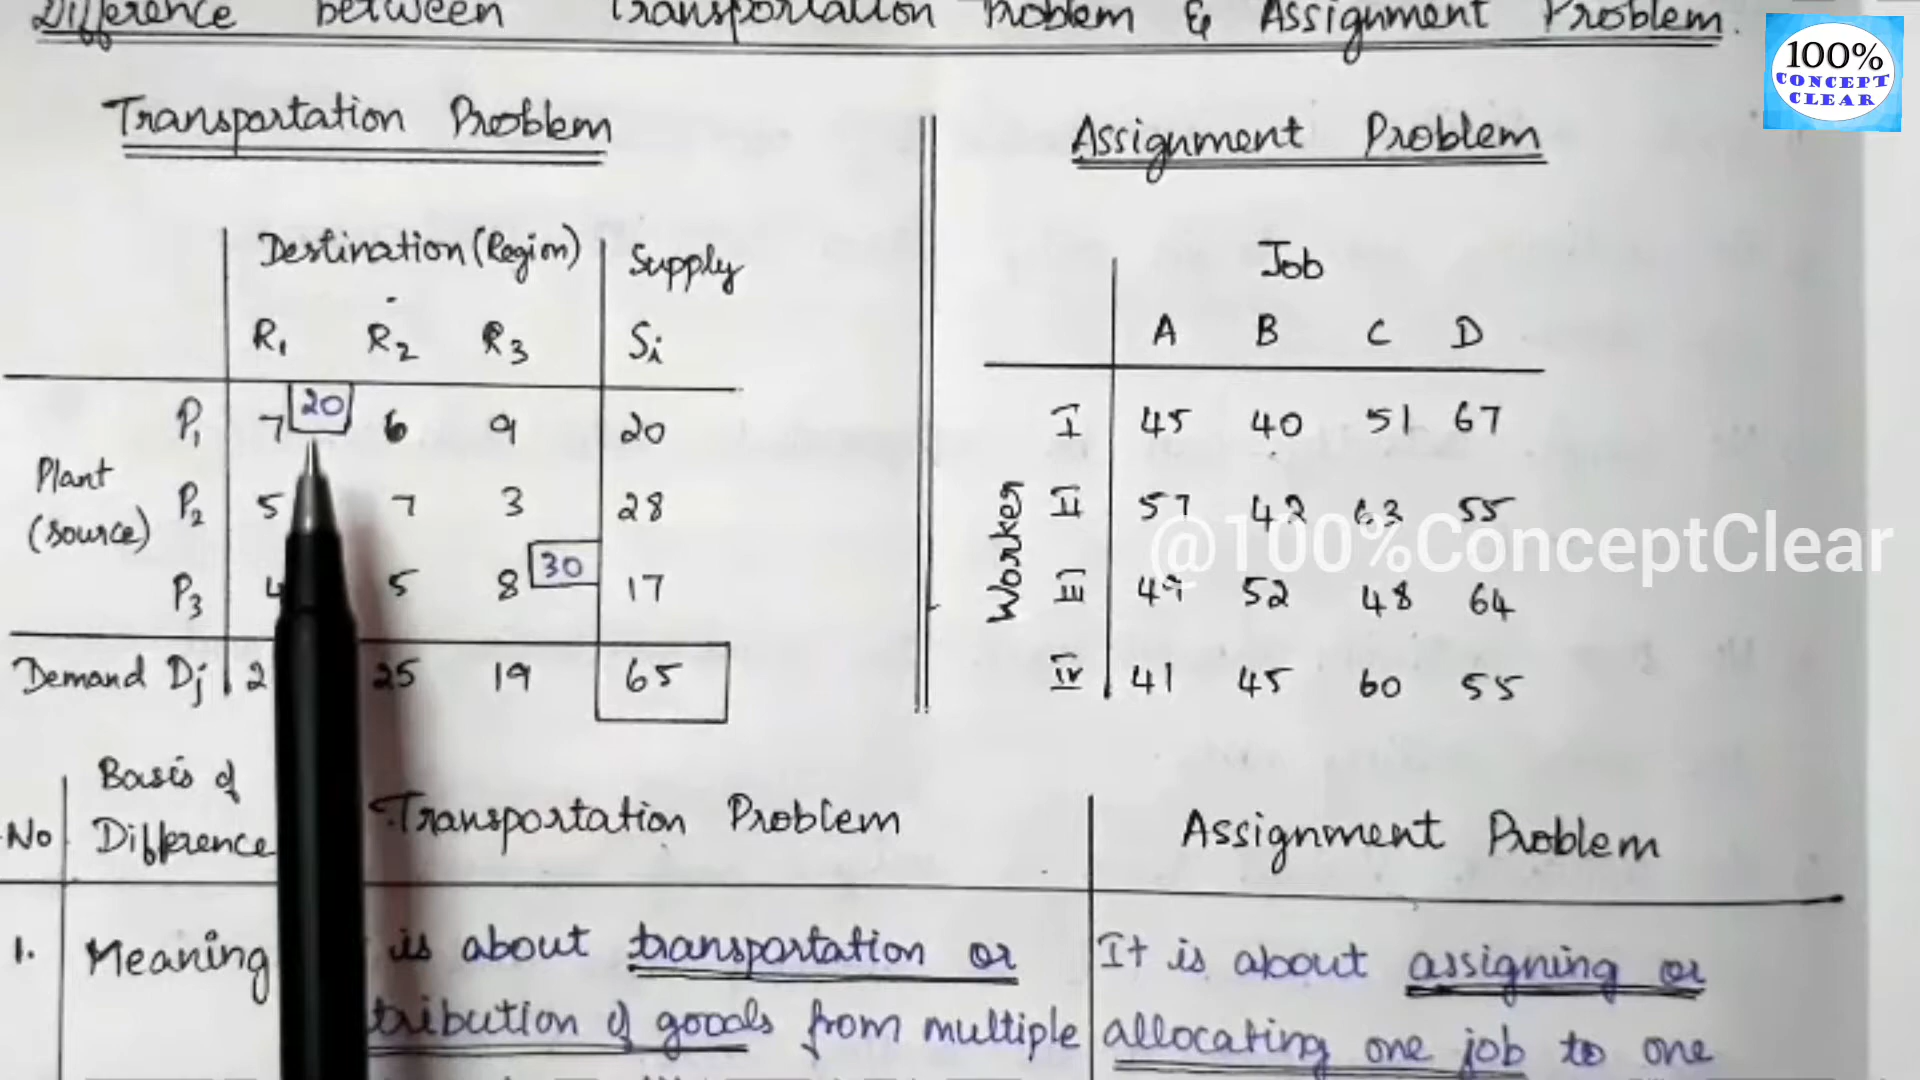 Difference between Transportation Problem & Assignment Problem.
100%
CONCEPT
CLEAR
Transportation Problem
Destination (Region) Supply
R1 R2 R3 Si
P1 7 20 6 9 20
Plant
(source)
P2 5 7 3 28
P3 4 5 8 30 17
Demand Dj 25 19 65
Assignment Problem
Job
A B C D
Worker
I 45 40 51 67
II 57 42 63 55
III 49 52 48 64
IV 41 45 60 55
@100%ConceptClear
No Basis of Difference Transportation Problem Assignment Problem
1. Meaning is about transportation or
of goods from multiple
It is about assigning or
allocating one job to one